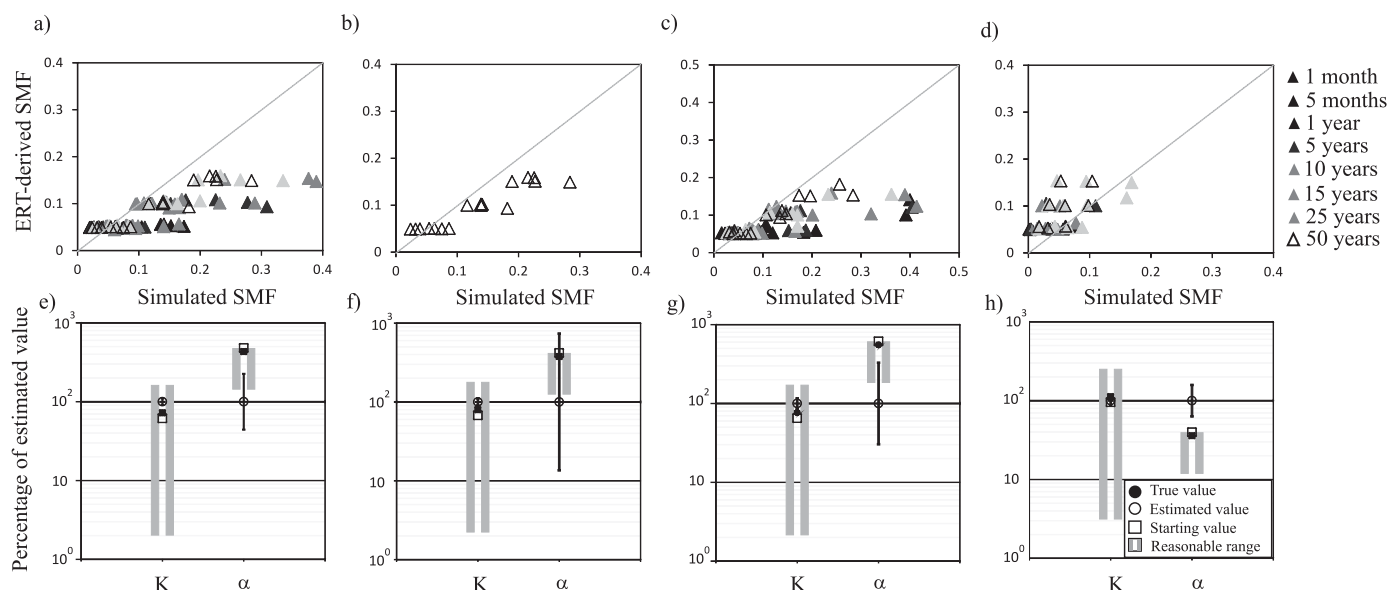 a)
b)
c)
d)
ERT-derived SMF
0.4
0.3
0.2
0.1
0
0 0.1 0.2 0.3 0.4
Simulated SMF
0.4
0.3
0.2
0.1
0
0 0.1 0.2 0.3 0.4
Simulated SMF
0.5
0.4
0.3
0.2
0.1
0
0 0.1 0.2 0.3 0.4 0.5
Simulated SMF
0.4
0.3
0.2
0.1
0
0 0.1 0.2 0.3 0.4
Simulated SMF
1 month
5 months
1 year
5 years
10 years
15 years
25 years
50 years
e)
f)
g)
h)
Percentage of estimated value
10³
10²
10
10⁰
K α
10³
10²
10
10⁰
K α
10³
10²
10
10⁰
K α
10³
10²
10
10⁰
K α
True value
Estimated value
Starting value
Reasonable range